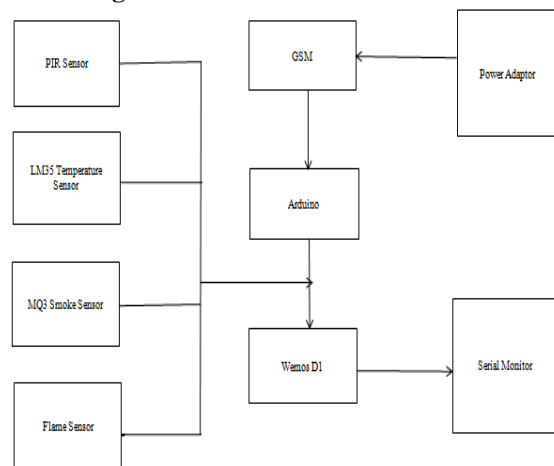 PIR Sensor
GSM
Power Adaptor
LM35 Temperature
Sensor
Arduino
MQ3 Smoke Sensor
Wemos D1
Serial Monitor
Flame Sensor